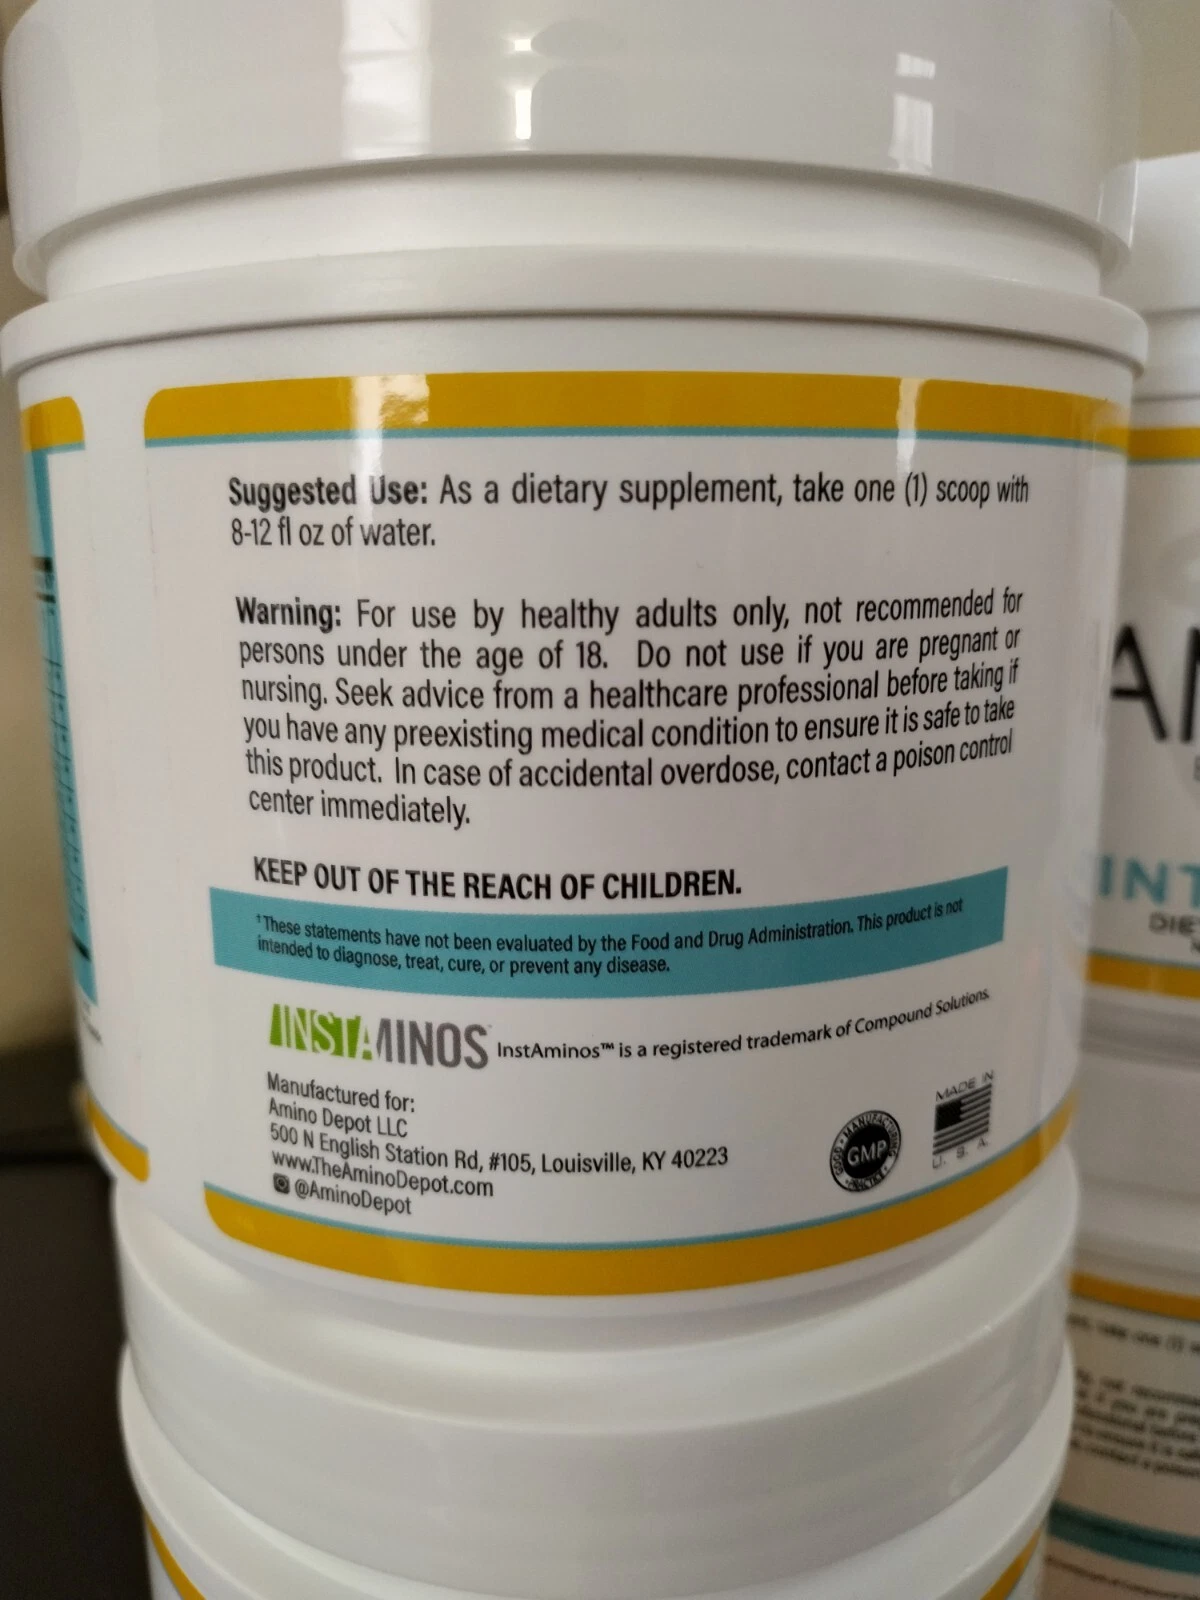 Suggested Use: As a dietary supplement, take one (1) scoop with
8-12 fl oz of water.
Warning: For use by healthy adults only, not recommended for
persons under the age of 18. Do not use if you are pregnant or
nursing. Seek advice from a healthcare professional before taking if
you have any preexisting medical condition to ensure it is safe to take
this product. In case of accidental overdose, contact a poison control
center immediately.
KEEP OUT OF THE REACH OF CHILDREN.
‡These statements have not been evaluated by the Food and Drug Administration. This product is not
intended to diagnose, treat, cure, or prevent any disease.
INSTAMINOS™ InstAminos™ is a registered trademark of Compound Solutions.
Manufactured for:
Amino Depot LLC
500 N English Station Rd, #105, Louisville, KY 40223
www.TheAminoDepot.com
@AminoDepot
GOOD MANUFACTURING PRACTICE
GMP
MADE IN
U. S. A.
INT
DIE